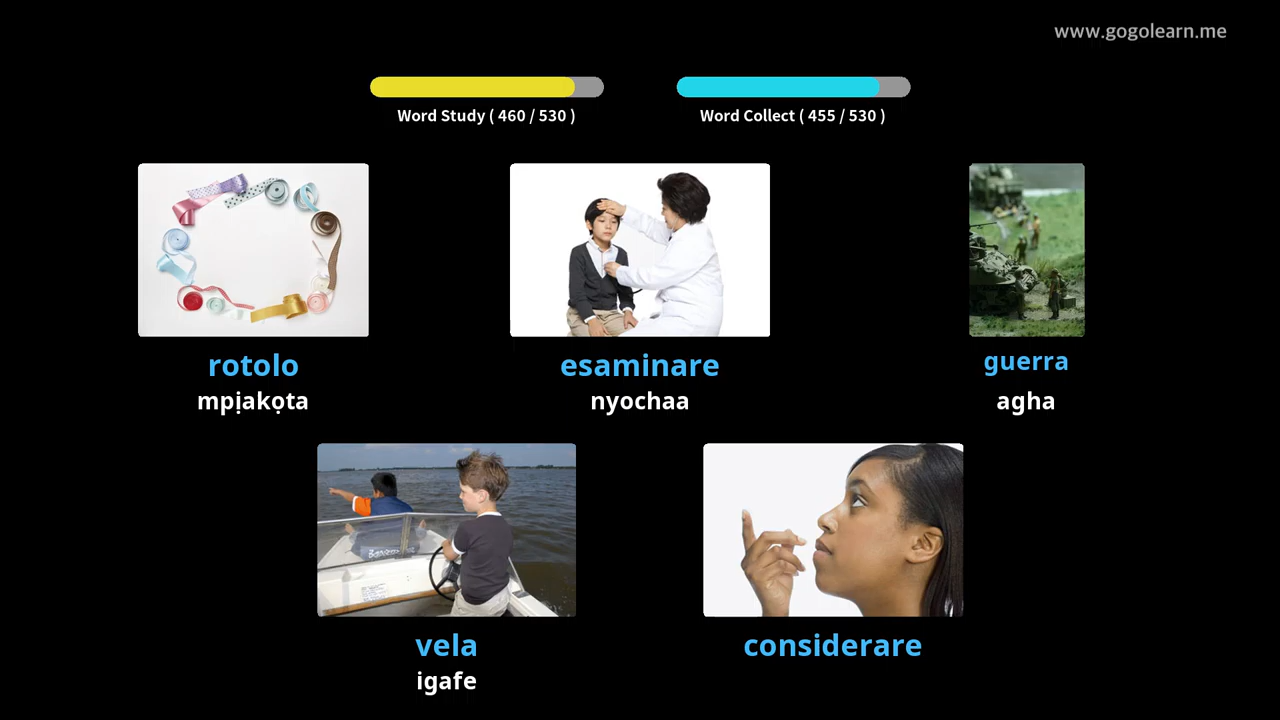 www.gogolearn.me
Word Study ( 460 / 530 )
Word Collect ( 455 / 530 )
rotolo
mpịakọta
esaminare
nyochaa
guerra
agha
vela
igafe
considerare